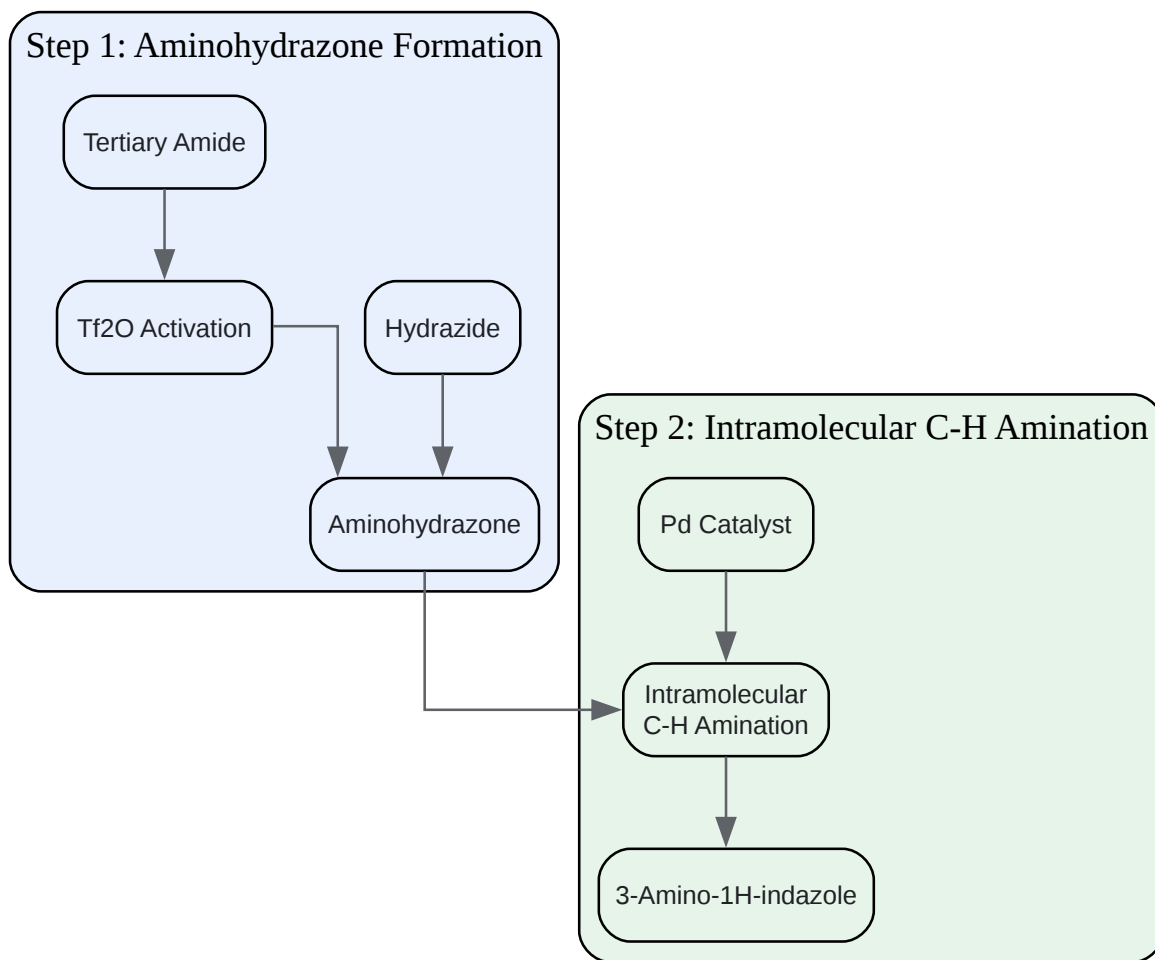 Step 1: Aminohydrazone Formation
Tertiary Amide
Tf2O Activation
Hydrazide
Aminohydrazone
Step 2: Intramolecular C-H Amination
Pd Catalyst
Intramolecular
C-H Amination
3-Amino-1H-indazole